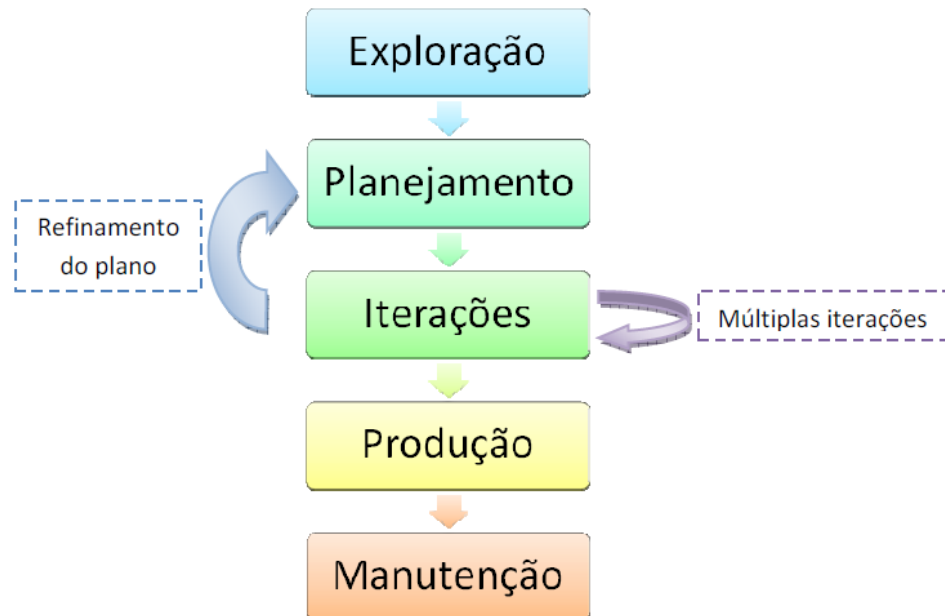 Exploração
Planejamento
Refinamento
do plano
Iterações
Múltiplas iterações
Produção
Manutenção